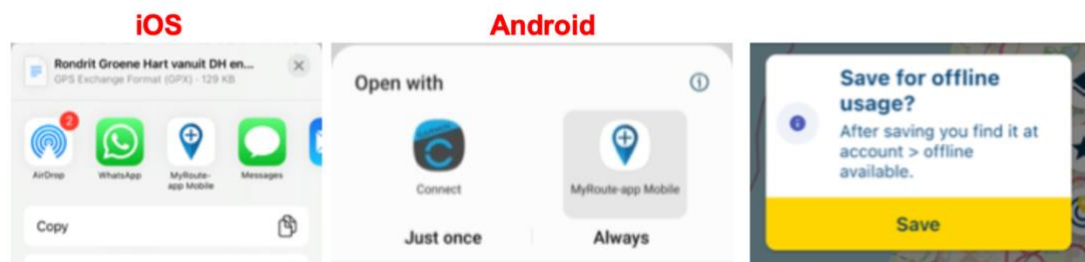 iOS
Android
Rondrit Groene Hart vanuit DH en...
GPS Exchange Format (GPX) · 129 KB
2
AirDrop
WhatsApp
MyRoute-
app Mobile
Messages
Copy
Open with
Connect
MyRoute-app Mobile
Just once
Always
Save for offline
usage?
After saving you find it at
account > offline
available.
Save